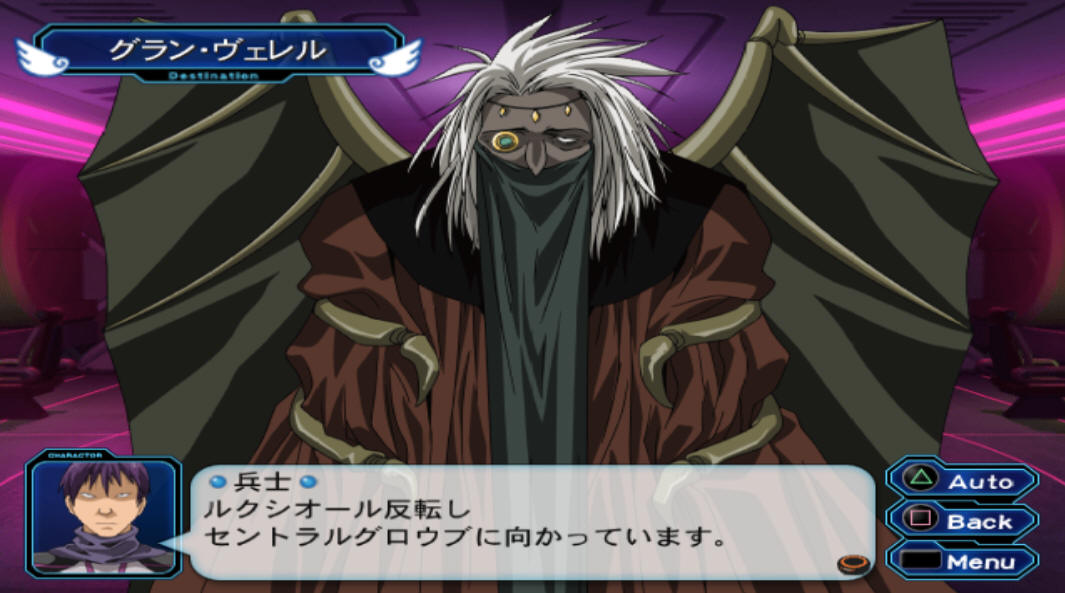 グラン・ヴェレル
Destination
CHARACTOR
兵士
ルクシオール反転し
セントラルグロウブに向かっています。
Auto
Back
Menu